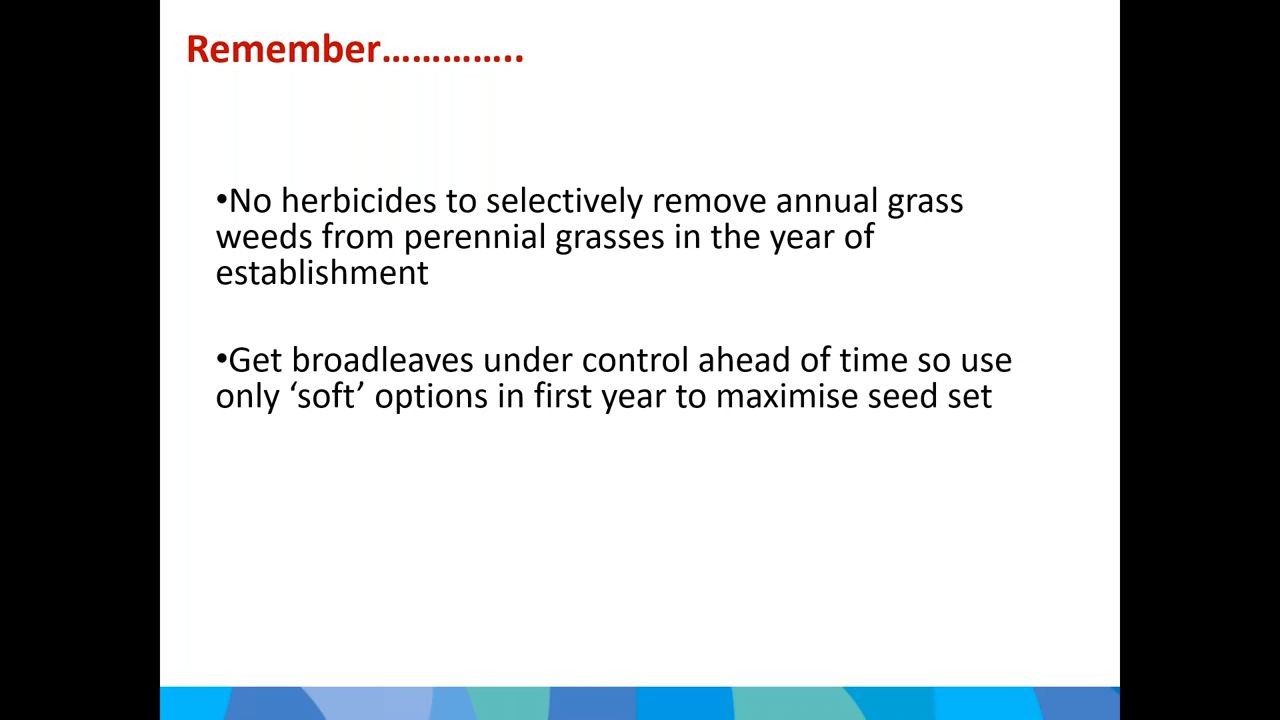 Remember…………..
•No herbicides to selectively remove annual grass
weeds from perennial grasses in the year of
establishment
•Get broadleaves under control ahead of time so use
only ‘soft’ options in first year to maximise seed set